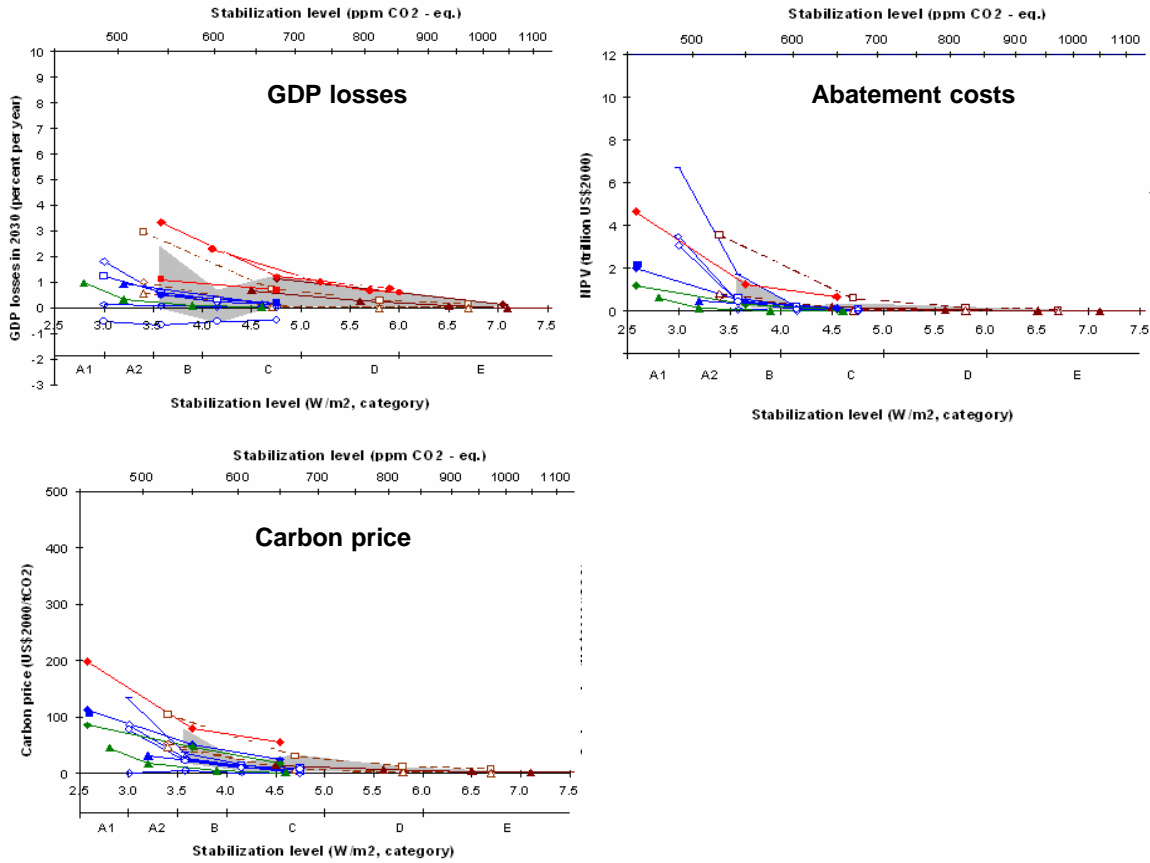 Stabilization level (ppm CO2 - eq.)
500 600 700 800 900 1000 1100
GDP losses
GDP losses in 2030 (percent per year)
10
9
8
7
6
5
4
3
2
1
0
-1
-2
-3
2.5 3.0 3.5 4.0 4.5 5.0 5.5 6.0 6.5 7.0 7.5
A1 A2 B C D E
Stabilization level (W/m2, category)
Stabilization level (ppm CO2 - eq.)
500 600 700 800 900 1000 1100
Abatement costs
NPV (trillion US$2000)
12
10
8
6
4
2
0
2.5 3.0 3.5 4.0 4.5 5.0 5.5 6.0 6.5 7.0 7.5
A1 A2 B C D E
Stabilization level (W/m2, category)
Stabilization level (ppm CO2 - eq.)
500 600 700 800 900 1000 1100
Carbon price
Carbon price (US$2000/tCO2)
500
400
300
200
100
0
2.5 3.0 3.5 4.0 4.5 5.0 5.5 6.0 6.5 7.0 7.5
A1 A2 B C D E
Stabilization level (W/m2, category)